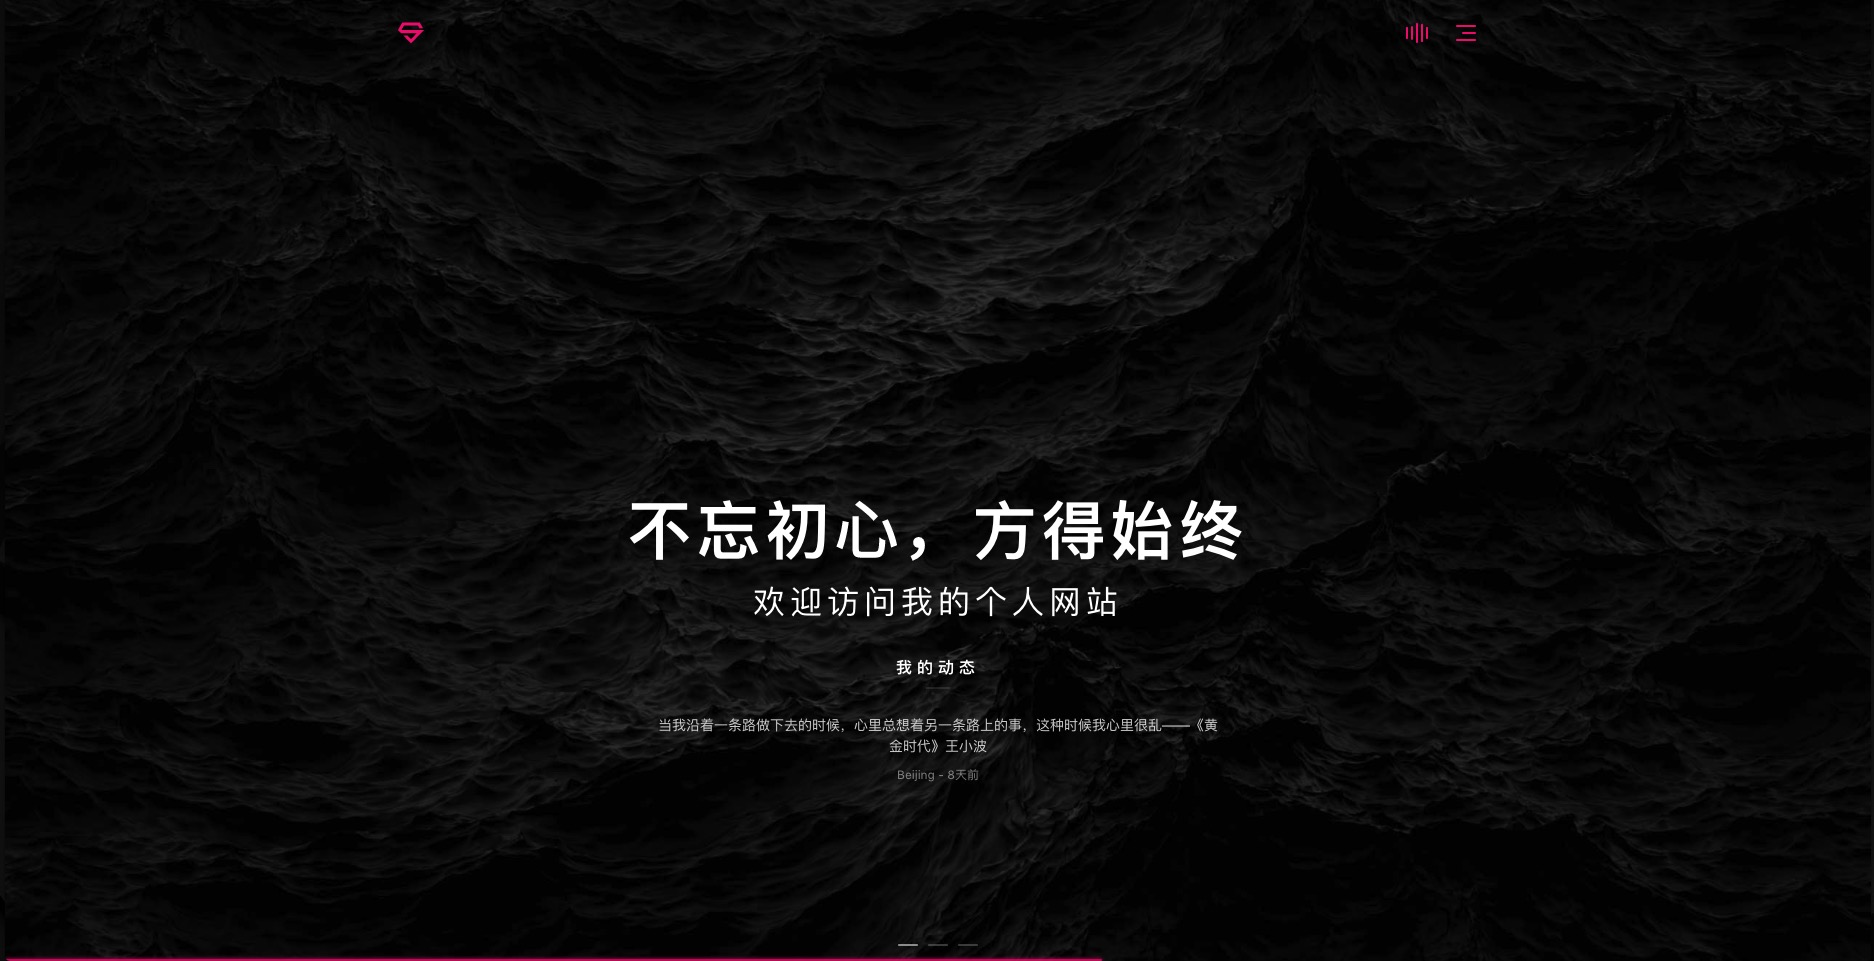 不忘初心，方得始终
欢迎访问我的个人网站
我的动态
当我沿着一条路做下去的时候，心里总想着另一条路上的事，这种时候我心里很乱——《黄
金时代》王小波
Beijing - 8天前